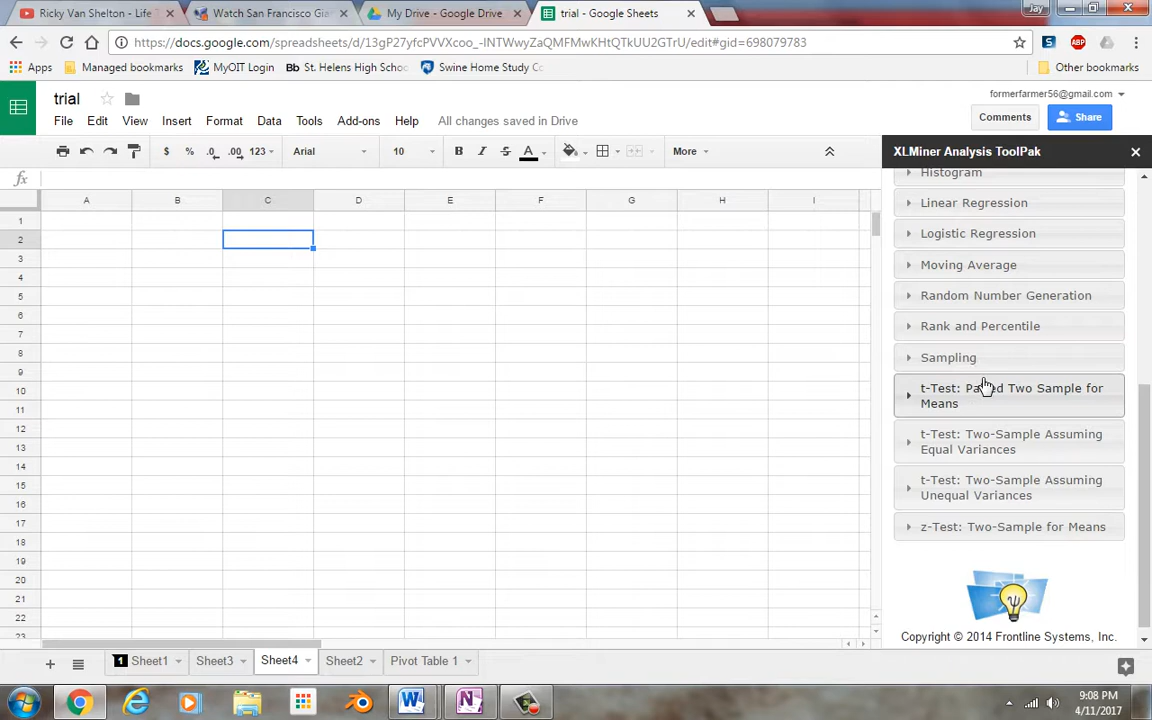 Ricky Van Shelton - Life T
Watch San Francisco Gia
My Drive - Google Drive
trial - Google Sheets
Jay
https://docs.google.com/spreadsheets/d/13gP27yfcPVVXcoo_-INTWwyZaQMFMwKHtQTkUU2GTrU/edit#gid=698079783
Apps
Managed bookmarks
MyOIT Login
Bb St. Helens High Schoo
Swine Home Study Co
Other bookmarks
trial
formerfarmer56@gmail.com
File Edit View Insert Format Data Tools Add-ons Help All changes saved in Drive
Comments
Share
$ % .0 .00 123 Arial 10 B I S A More
XLMiner Analysis ToolPak
fx
A B C D E F G H I
1
2
3
4
5
6
7
8
9
10
11
12
13
14
15
16
17
18
19
20
21
22
23
Histogram
Linear Regression
Logistic Regression
Moving Average
Random Number Generation
Rank and Percentile
Sampling
t-Test: Paired Two Sample for
Means
t-Test: Two-Sample Assuming
Equal Variances
t-Test: Two-Sample Assuming
Unequal Variances
z-Test: Two-Sample for Means
Copyright © 2014 Frontline Systems, Inc.
1 Sheet1 Sheet3 Sheet4 Sheet2 Pivot Table 1
9:08 PM
4/11/2017